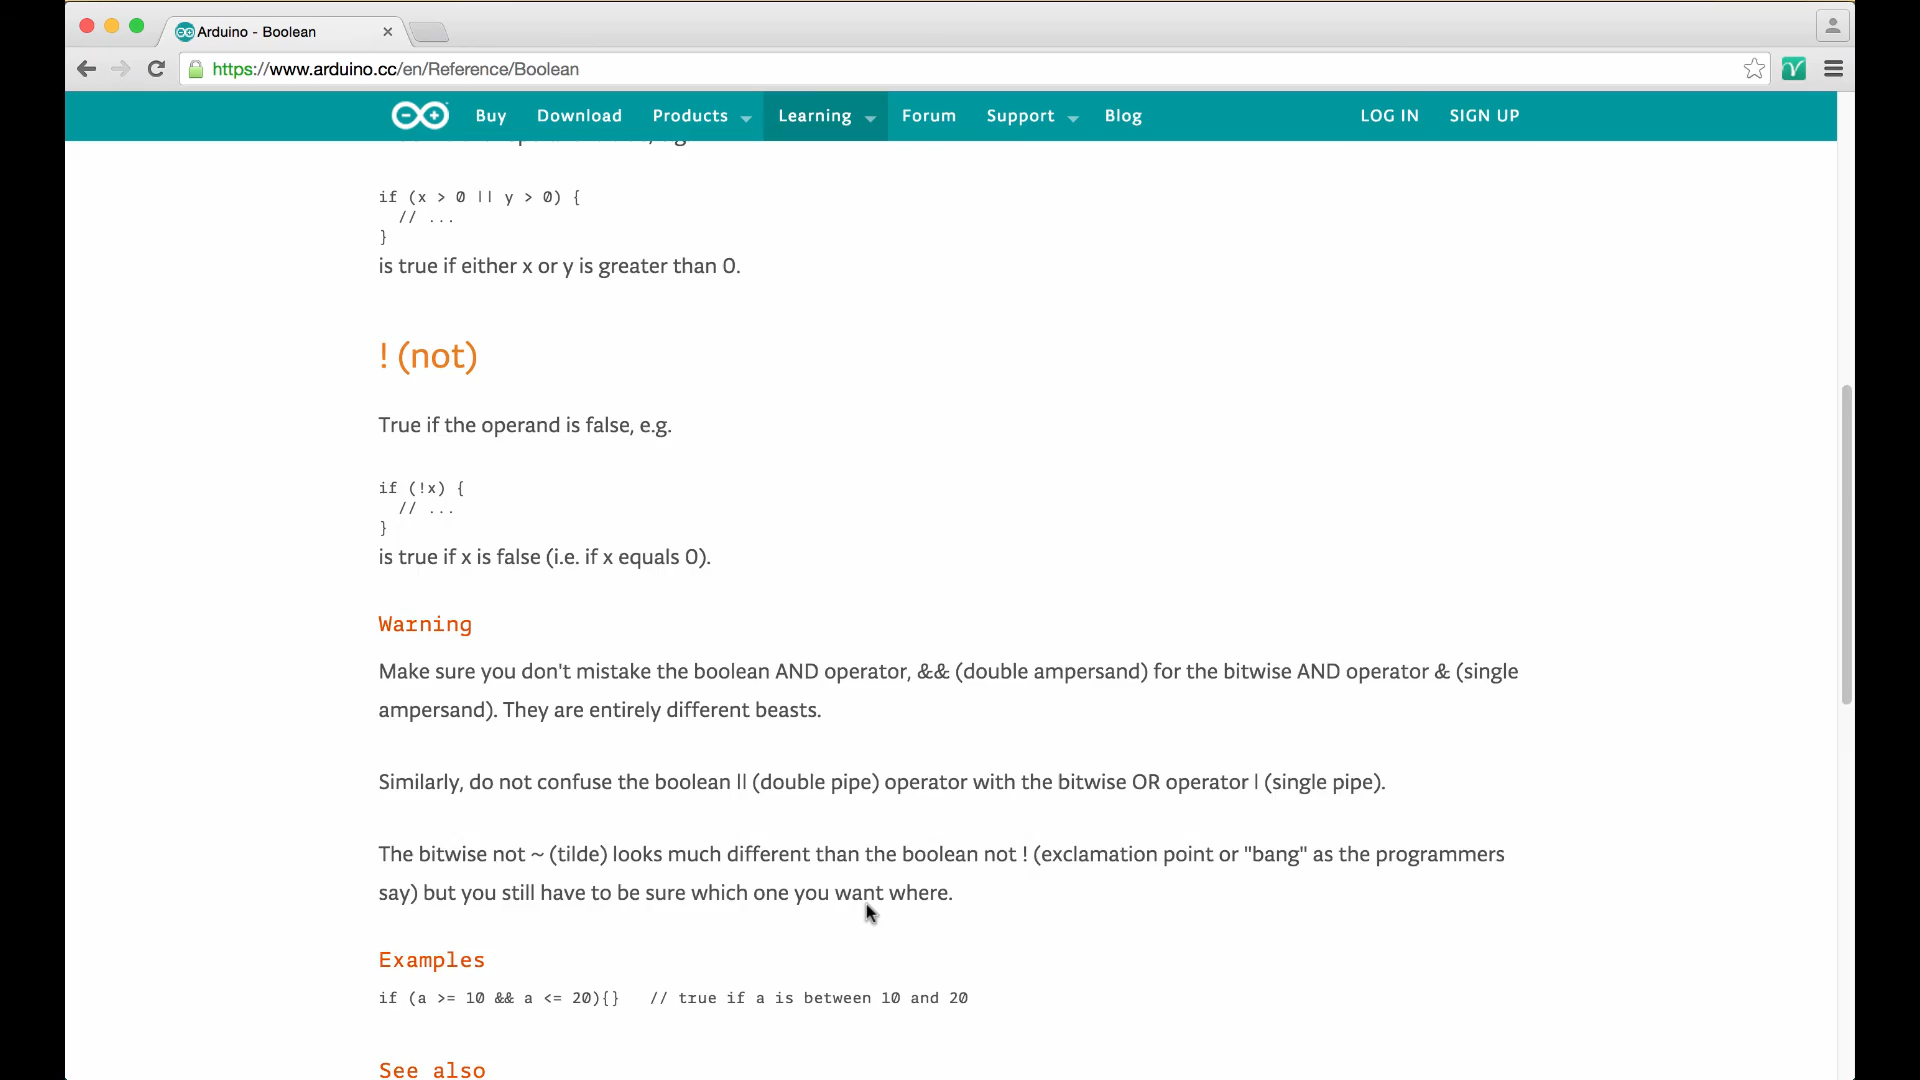 Arduino - Boolean
https://www.arduino.cc/en/Reference/Boolean
Buy Download Products Learning Forum Support Blog LOG IN SIGN UP
if (x > 0 || y > 0) {
// ...
}
is true if either x or y is greater than 0.
! (not)
True if the operand is false, e.g.
if (!x) {
// ...
}
is true if x is false (i.e. if x equals 0).
Warning
Make sure you don't mistake the boolean AND operator, && (double ampersand) for the bitwise AND operator & (single
ampersand). They are entirely different beasts.
Similarly, do not confuse the boolean || (double pipe) operator with the bitwise OR operator | (single pipe).
The bitwise not ~ (tilde) looks much different than the boolean not ! (exclamation point or "bang" as the programmers
say) but you still have to be sure which one you want where.
Examples
if (a >= 10 && a <= 20){} // true if a is between 10 and 20
See also